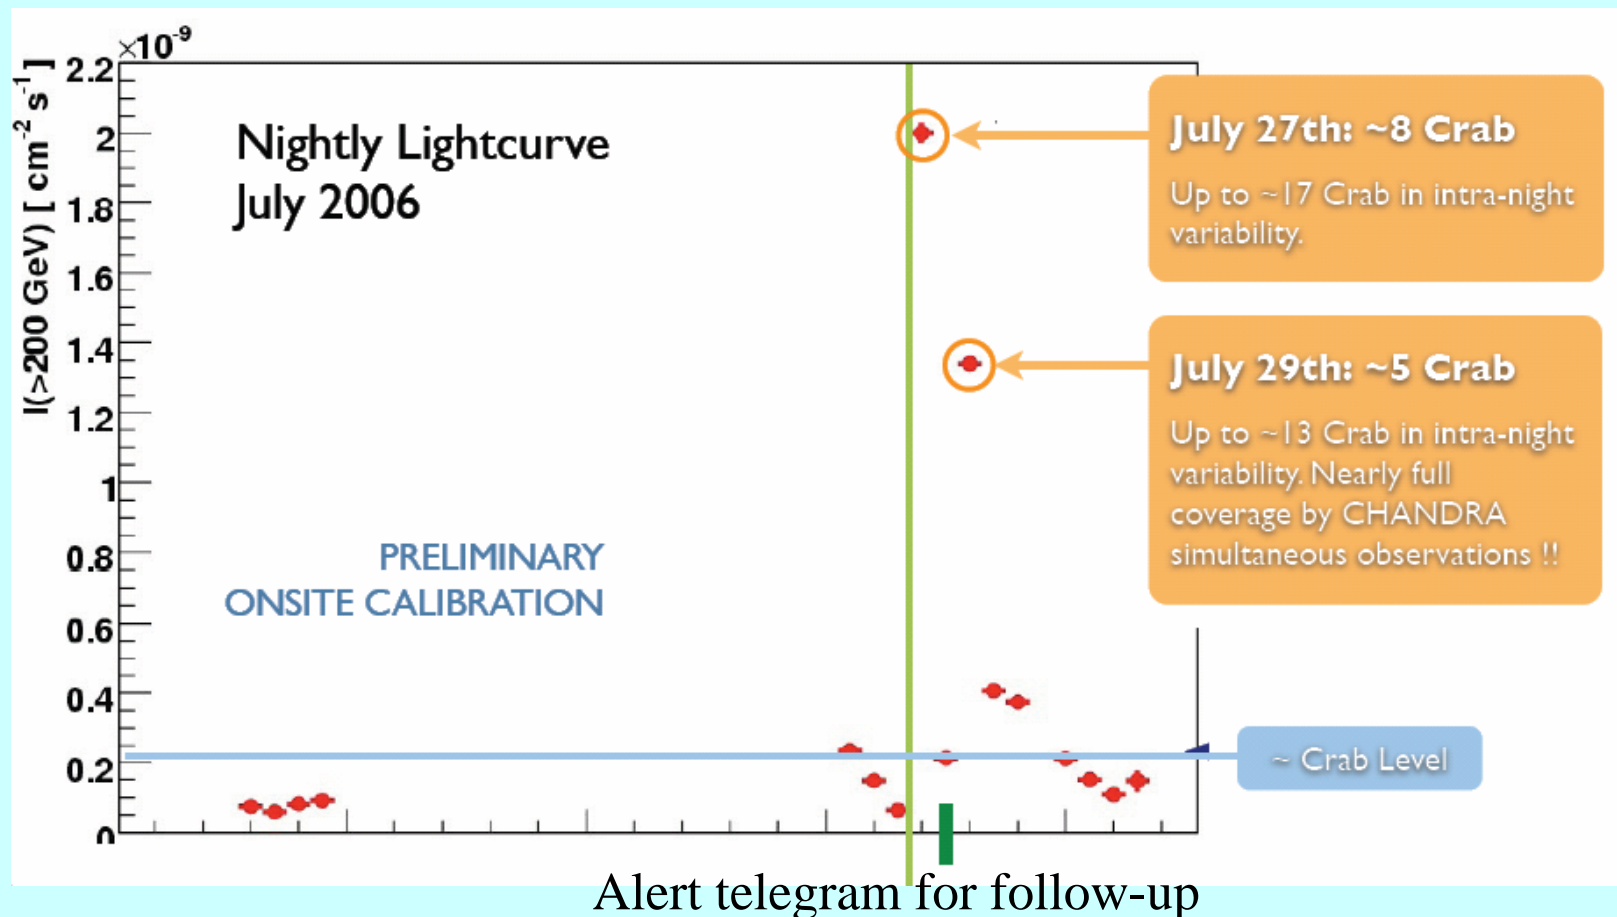 ×10⁻⁹
I(>200 GeV) [ cm⁻² s⁻¹ ]
2.2
2
1.8
1.6
1.4
1.2
1
0.8
0.6
0.4
0.2
0
Nightly Lightcurve
July 2006
PRELIMINARY
ONSITE CALIBRATION
July 27th: ~8 Crab
Up to ~17 Crab in intra-night
variability.
July 29th: ~5 Crab
Up to ~13 Crab in intra-night
variability. Nearly full
coverage by CHANDRA
simultaneous observations !!
~ Crab Level
Alert telegram for follow-up